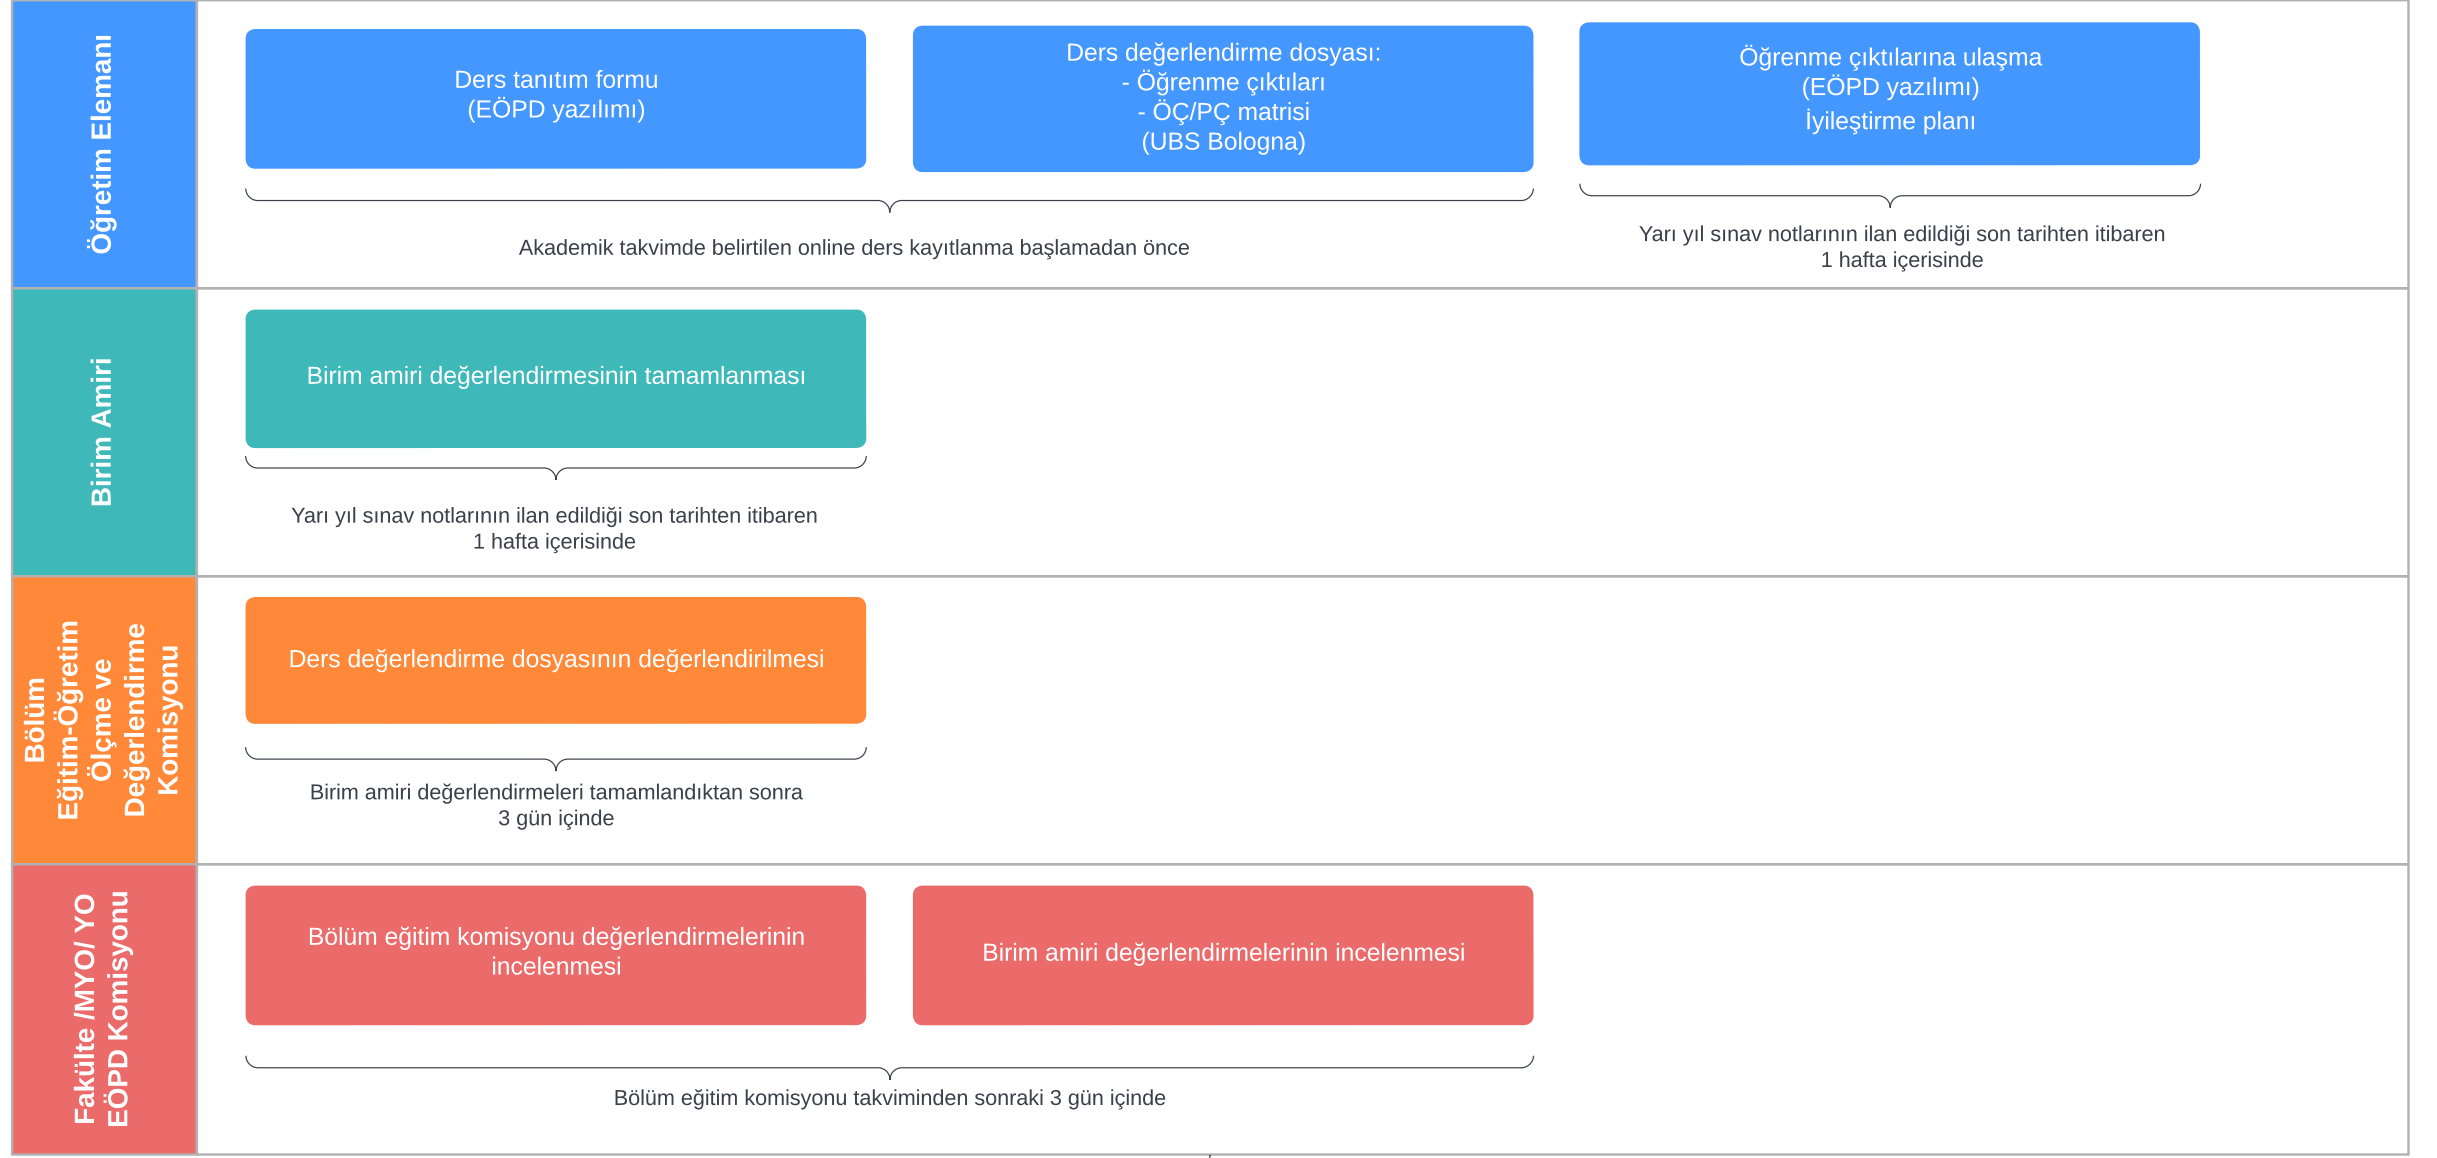 Öğretim Elemanı
Ders tanıtım formu
(EÖPD yazılımı)
Ders değerlendirme dosyası:
- Öğrenme çıktıları
- ÖÇ/PÇ matrisi
(UBS Bologna)
Öğrenme çıktılarına ulaşma
(EÖPD yazılımı)
İyileştirme planı
Akademik takvimde belirtilen online ders kayıtlanma başlamadan önce
Yarı yıl sınav notlarının ilan edildiği son tarihten itibaren
1 hafta içerisinde
Birim Amiri
Birim amiri değerlendirmesinin tamamlanması
Yarı yıl sınav notlarının ilan edildiği son tarihten itibaren
1 hafta içerisinde
Bölüm
Eğitim-Öğretim
Ölçme ve
Değerlendirme
Komisyonu
Ders değerlendirme dosyasının değerlendirilmesi
Birim amiri değerlendirmeleri tamamlandıktan sonra
3 gün içinde
Fakülte /MYO/ YO
EÖPD Komisyonu
Bölüm eğitim komisyonu değerlendirmelerinin
incelenmesi
Birim amiri değerlendirmelerinin incelenmesi
Bölüm eğitim komisyonu takviminden sonraki 3 gün içinde